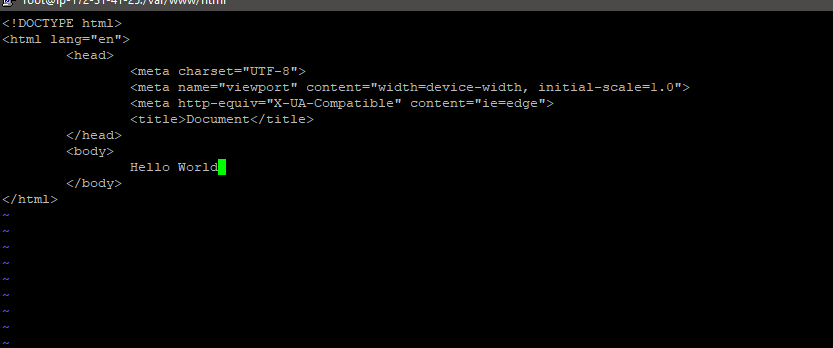 root@ip-172-31-41-25:/var/www/html
<!DOCTYPE html>
<html lang="en">
        <head>
                <meta charset="UTF-8">
                <meta name="viewport" content="width=device-width, initial-scale=1.0">
                <meta http-equiv="X-UA-Compatible" content="ie=edge">
                <title>Document</title>
        </head>
        <body>
                Hello World
        </body>
</html>
~
~
~
~
~
~
~
~
~